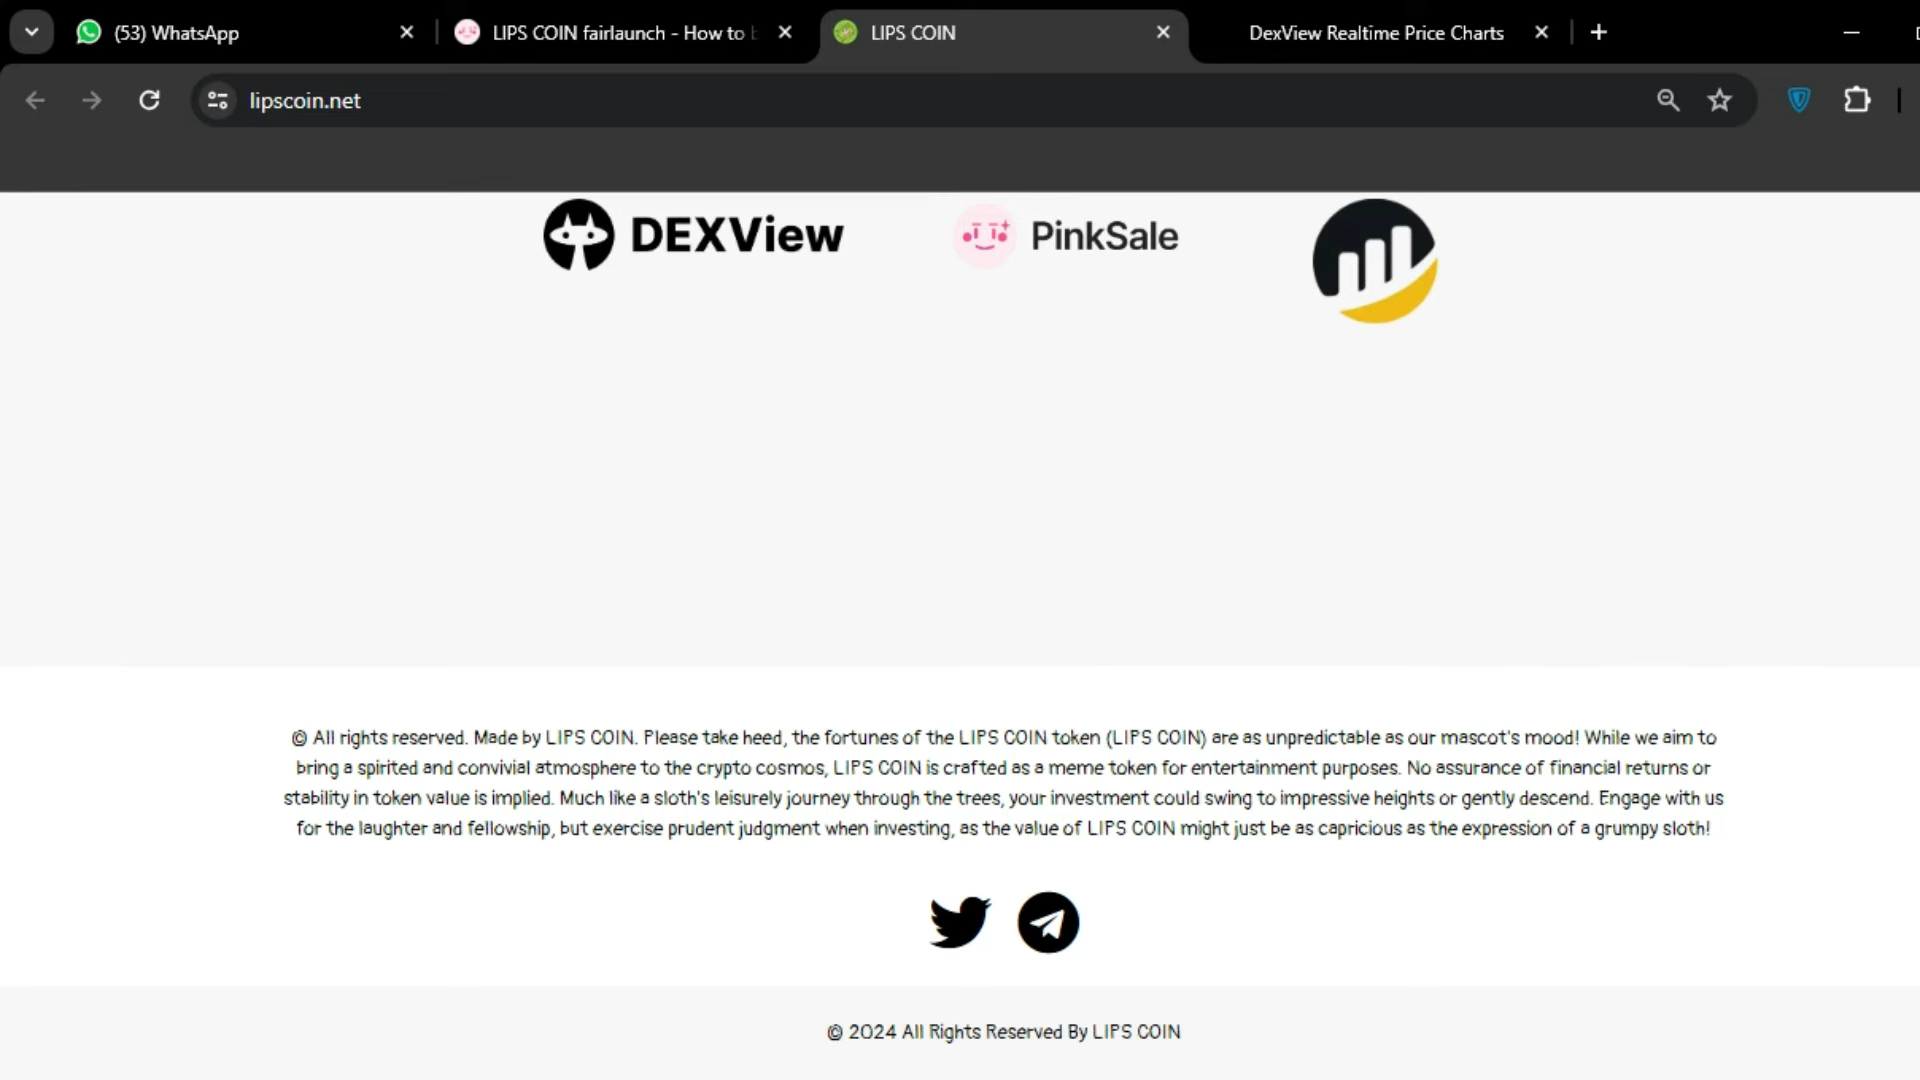 (53) WhatsApp
LIPS COIN fairlaunch - How to
LIPS COIN
DexView Realtime Price Charts
lipscoin.net
DEXView
PinkSale
© All rights reserved. Made by LIPS COIN. Please take heed, the fortunes of the LIPS COIN token (LIPS COIN) are as unpredictable as our mascot's mood! While we aim to
bring a spirited and convivial atmosphere to the crypto cosmos, LIPS COIN is crafted as a meme token for entertainment purposes. No assurance of financial returns or
stability in token value is implied. Much like a sloth's leisurely journey through the trees, your investment could swing to impressive heights or gently descend. Engage with us
for the laughter and fellowship, but exercise prudent judgment when investing, as the value of LIPS COIN might just be as capricious as the expression of a grumpy sloth!
© 2024 All Rights Reserved By LIPS COIN